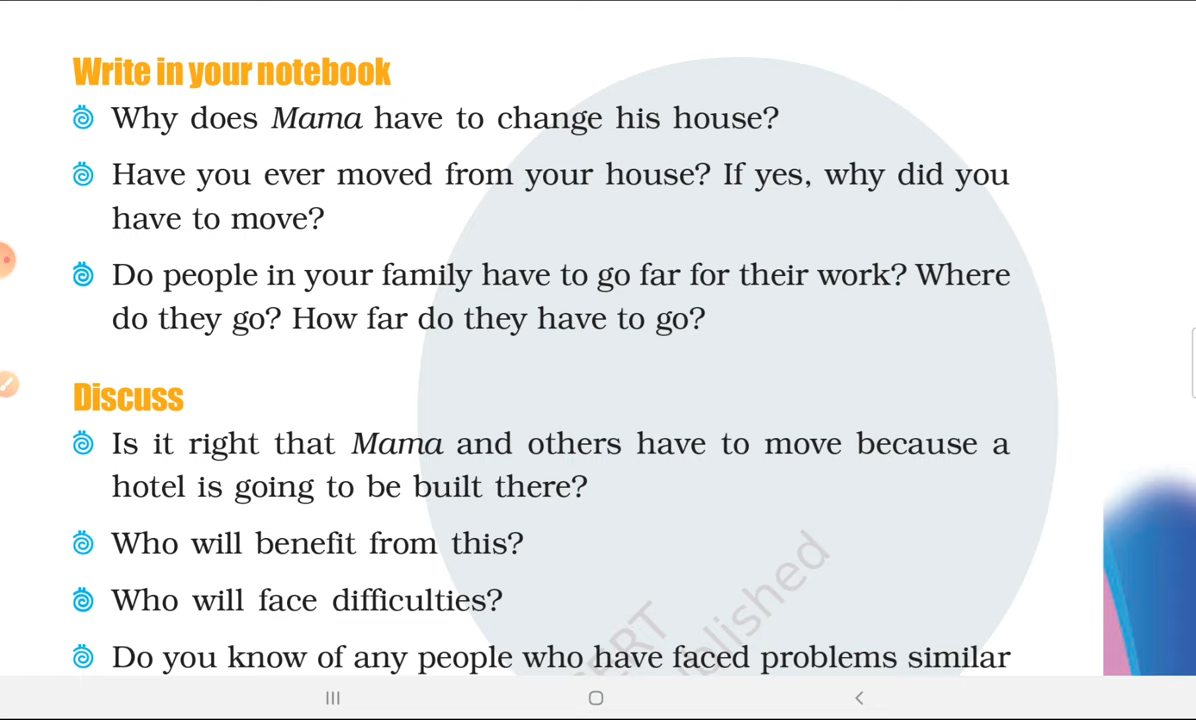 Write in your notebook
Why does Mama have to change his house?
Have you ever moved from your house? If yes, why did you
have to move?
Do people in your family have to go far for their work? Where
do they go? How far do they have to go?
Discuss
Is it right that Mama and others have to move because a
hotel is going to be built there?
Who will benefit from this?
Who will face difficulties?
Do you know of any people who have faced problems similar